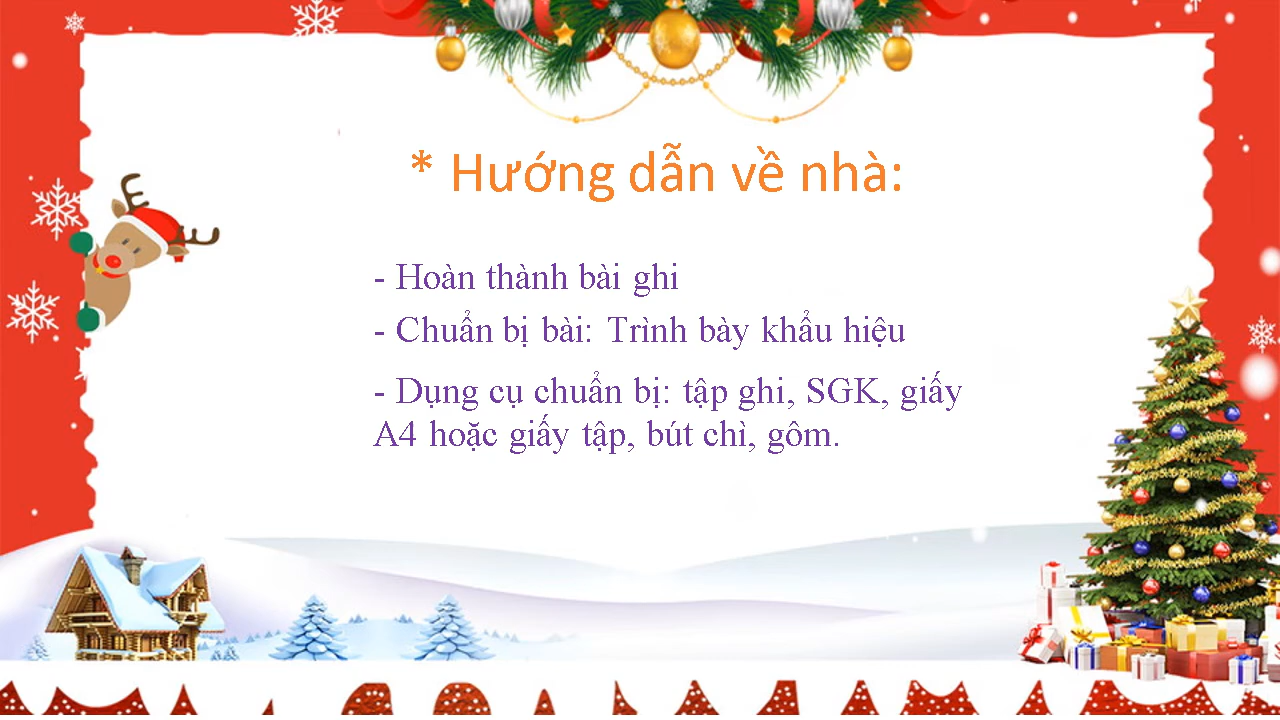 * Hướng dẫn về nhà:
- Hoàn thành bài ghi
- Chuẩn bị bài: Trình bày khẩu hiệu
- Dụng cụ chuẩn bị: tập ghi, SGK, giấy
A4 hoặc giấy tập, bút chì, gôm.